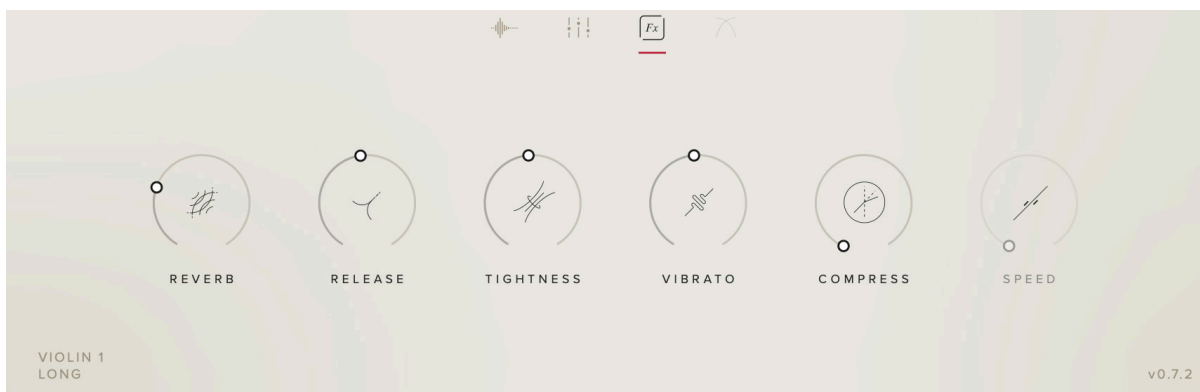 Fx
REVERB RELEASE TIGHTNESS VIBRATO COMPRESS SPEED
VIOLIN 1
LONG
v0.7.2